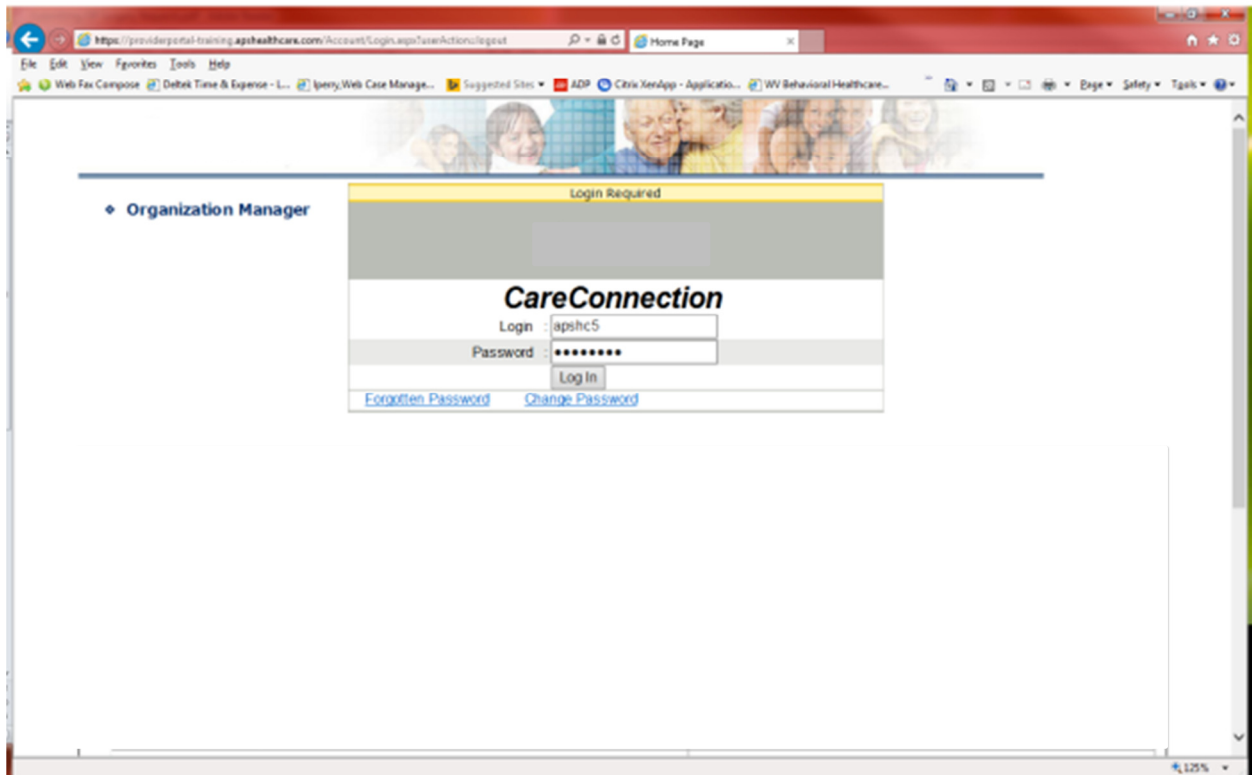 https://providerportal-training.apshealthcare.com/Account/Login.aspx?userAction=logout
Home Page
File Edit View Favorites Tools Help
Web Fax Compose Deltek Time & Expense - L... lperry,Web Case Manage... Suggested Sites ADP Citrix XenApp - Applicatio... WV Behavioral Healthcare... Page Safety Tools
Login Required
Organization Manager
CareConnection
Login : apshc5
Password : ••••••••
Log In
Forgotten Password Change Password
125%